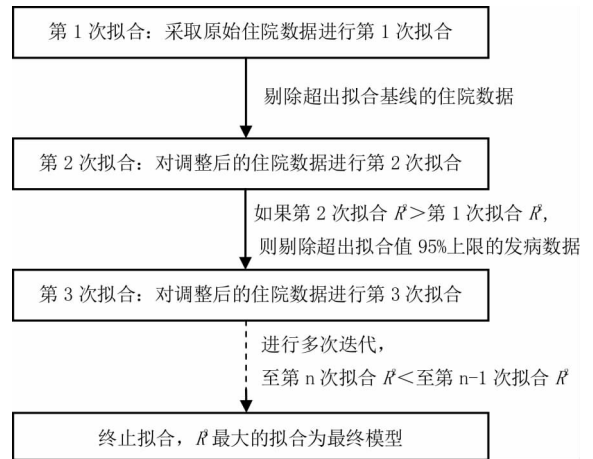 第 1 次拟合：采取原始住院数据进行第 1 次拟合
剔除超出拟合基线的住院数据
第 2 次拟合：对调整后的住院数据进行第 2 次拟合
如果第 2 次拟合 R²＞第 1 次拟合 R²，
则剔除超出拟合值 95%上限的发病数据
第 3 次拟合：对调整后的住院数据进行第 3 次拟合
进行多次迭代，
至第 n 次拟合 R²＜至第 n-1 次拟合 R²
终止拟合，R²最大的拟合为最终模型